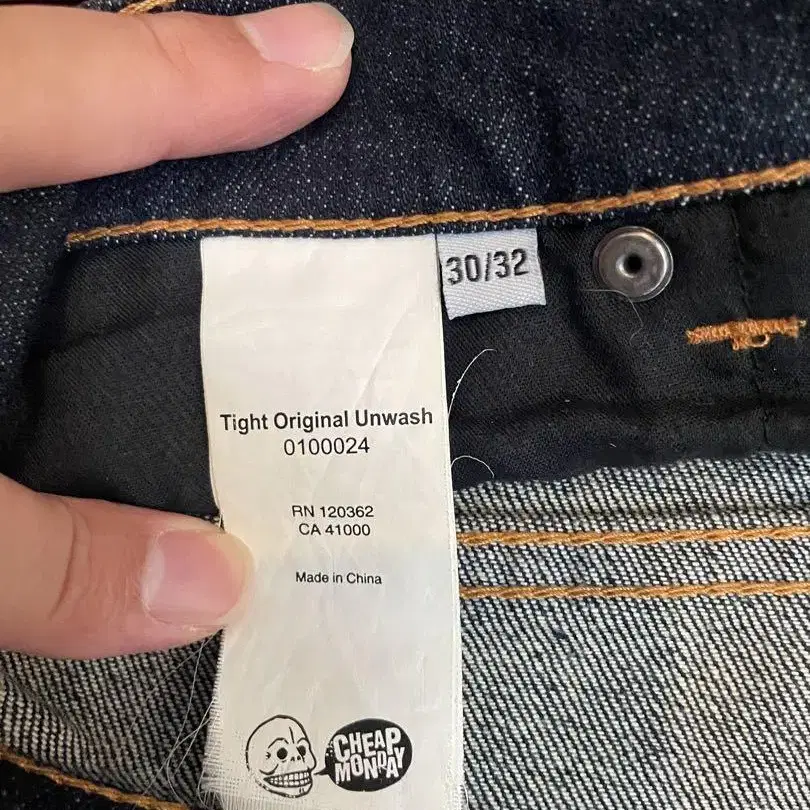 30/32
Tight Original Unwash
0100024
RN 120362
CA 41000
Made in China
CHEAP
MONDAY